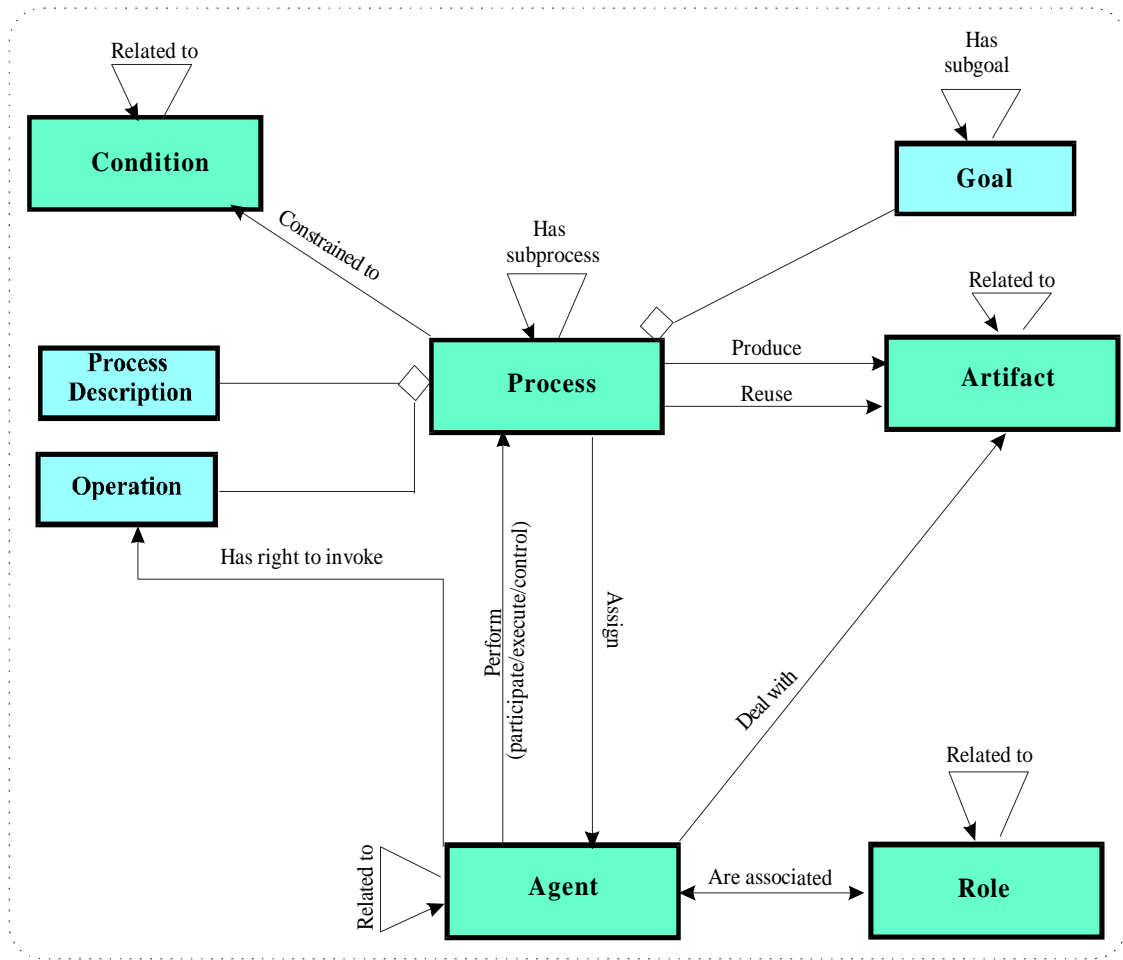 Related to
Condition
Has
subgoal
Goal
Constrained to
Has
subprocess
Related to
Process
Description
Process
Produce
Reuse
Artifact
Operation
Has right to invoke
Perform
(participate/execute/control)
Assign
Deal with
Related to
Related to
Agent
Are associated
Role